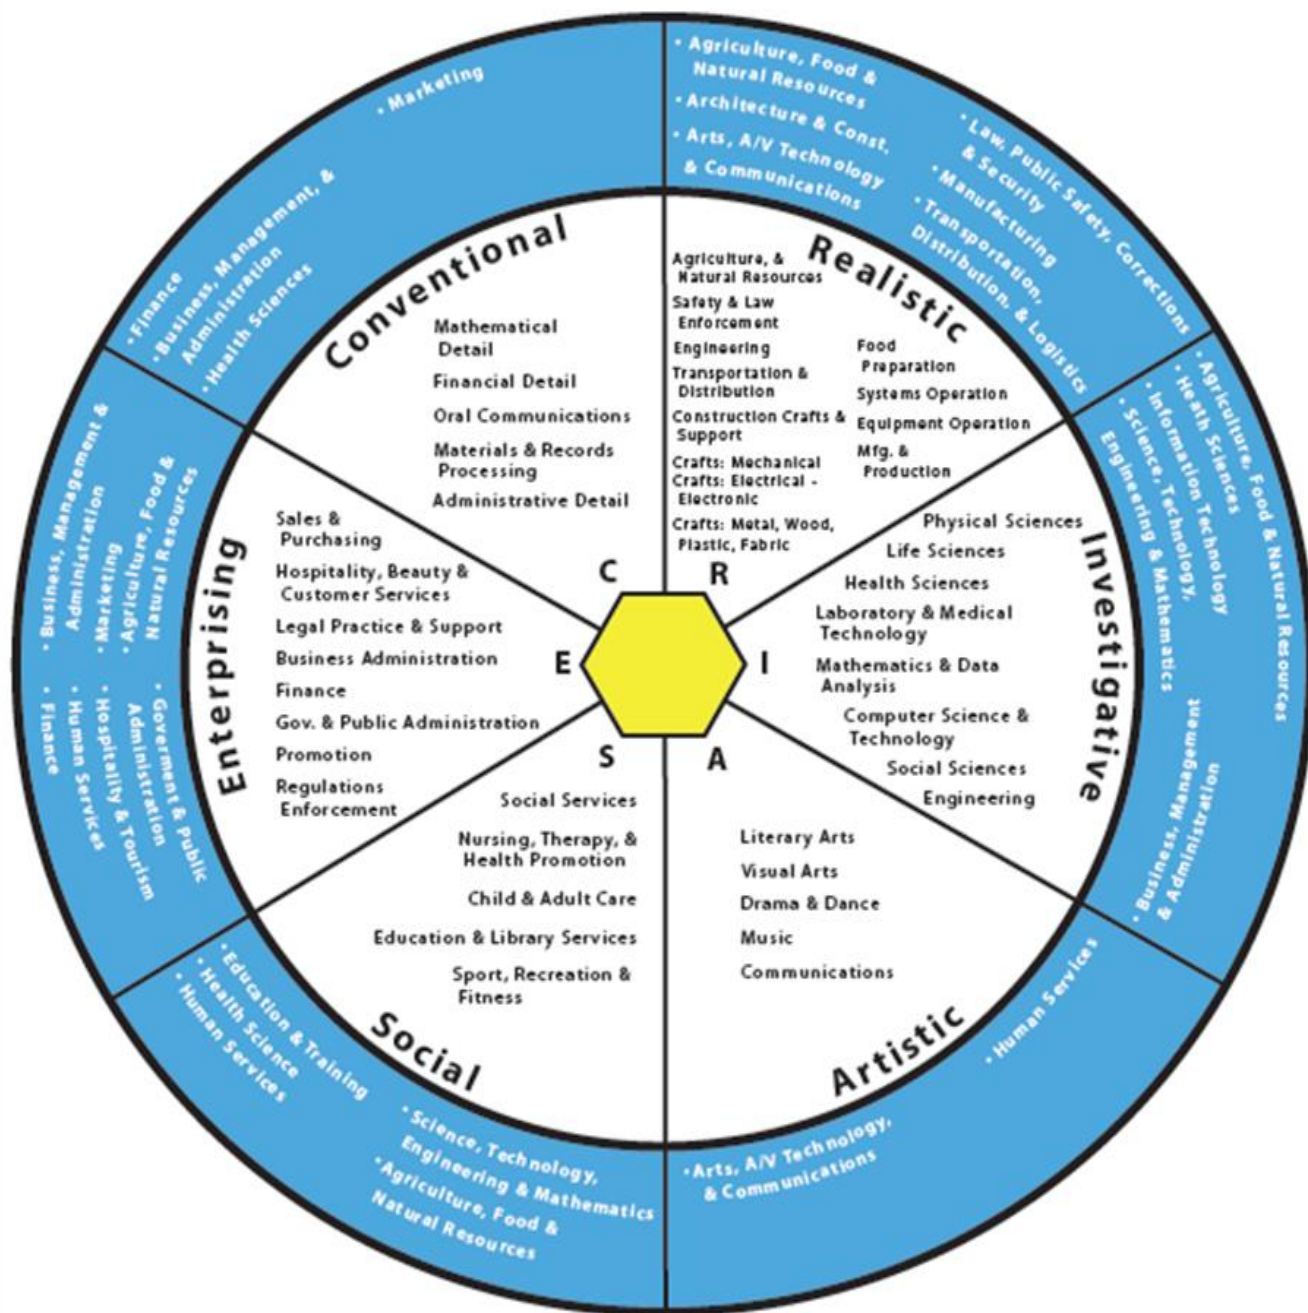 • Marketing
• Finance
• Business, Management, &
Administration
• Health Sciences
Conventional
Mathematical
Detail
Financial Detail
Oral Communications
Materials & Records
Processing
Administrative Detail
• Agriculture, Food &
Natural Resources
• Architecture & Const.
• Arts, A/V Technology
& Communications
• Law, Public Safety, Corrections
& Security
• Manufacturing
• Transportation,
Distribution, & Logistics
Realistic
Agriculture, &
Natural Resources
Safety & Law
Enforcement
Engineering
Transportation &
Distribution
Construction Crafts &
Support
Crafts: Mechanical
Crafts: Electrical -
Electronic
Crafts: Metal, Wood,
Plastic, Fabric
Food
Preparation
Systems Operation
Equipment Operation
Mfg. &
Production
• Agriculture, Food & Natural Resources
• Health Sciences
• Information Technology
• Science, Technology,
Engineering & Mathematics
• Business, Management
& Administration
Investigative
Physical Sciences
Life Sciences
Health Sciences
Laboratory & Medical
Technology
Mathematics & Data
Analysis
Computer Science &
Technology
Social Sciences
Engineering
• Human Services
• Arts, A/V Technology,
& Communications
Artistic
Literary Arts
Visual Arts
Drama & Dance
Music
Communications
Social
Social Services
Nursing, Therapy, &
Health Promotion
Child & Adult Care
Education & Library Services
Sport, Recreation &
Fitness
• Education & Training
• Health Science
• Human Services
• Science, Technology,
Engineering & Mathematics
• Agriculture, Food &
Natural Resources
Enterprising
Sales &
Purchasing
Hospitality, Beauty &
Customer Services
Legal Practice & Support
Business Administration
Finance
Gov. & Public Administration
Promotion
Regulations
Enforcement
• Business, Management &
Administration
• Marketing
• Agriculture, Food &
Natural Resources
• Goverment & Public
Administration
• Hospitality & Tourism
• Human Services
• Finance
C
R
E
I
S
A